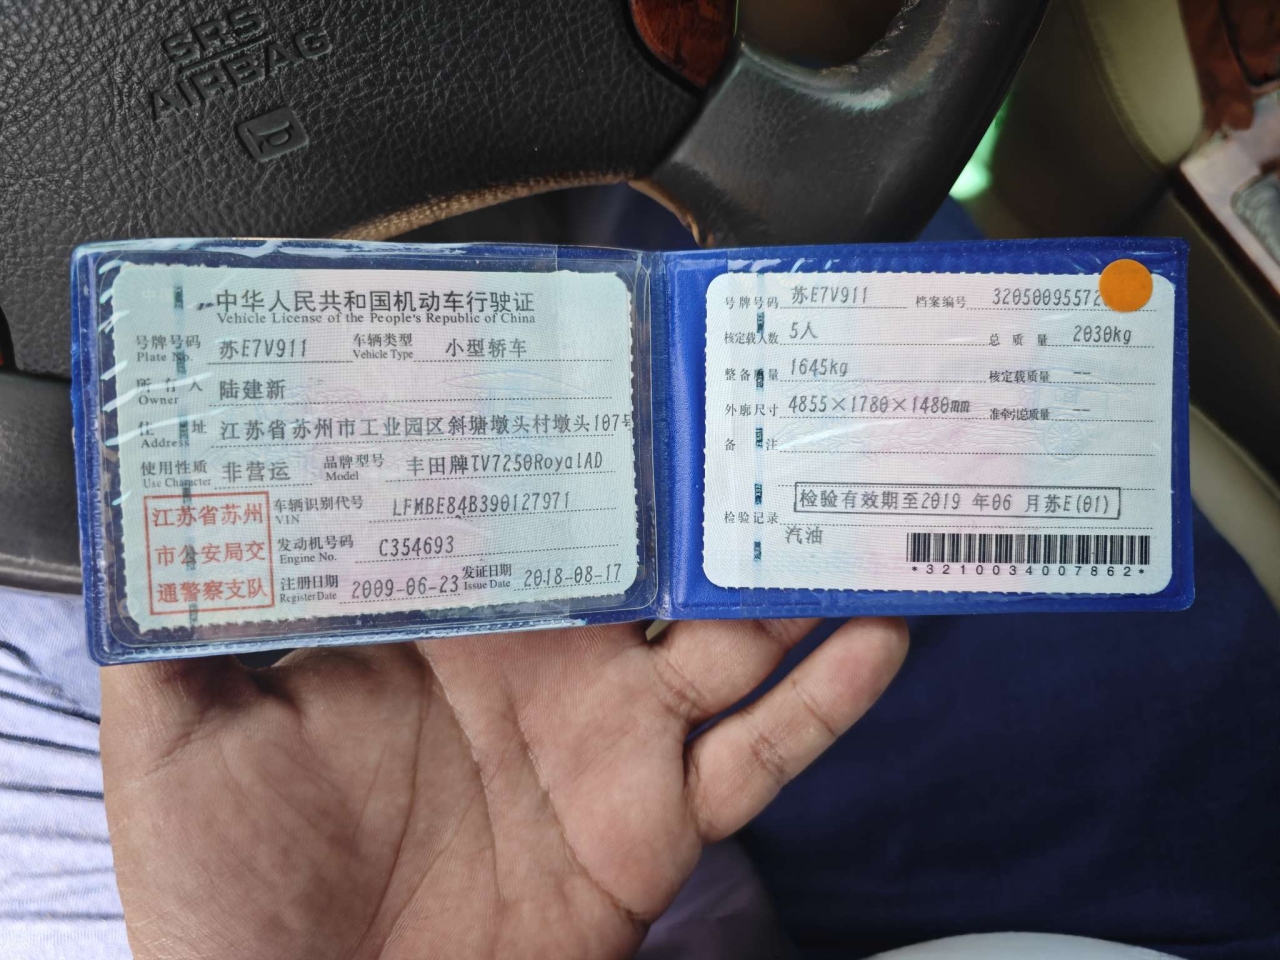 SRS
AIRBAG
中华人民共和国机动车行驶证
Vehicle License of the People's Republic of China
号牌号码 苏E7V911 车辆类型 小型轿车
Plate No. Vehicle Type
所有人 陆建新
Owner
住址 江苏省苏州市工业园区斜塘墩头村墩头107号
Address
使用性质 非营运 品牌型号 丰田牌TV7250RoyalAD
Use Character Model
江苏省苏州
市公安局交
通警察支队
车辆识别代号 LFMBE84B390127971
VIN
发动机号码 C354693
Engine No.
注册日期 2009-06-23 发证日期 2018-08-17
Register Date Issue Date
号牌号码 苏E7V911 档案编号 32050095572
核定载人数 5人 总质量 2030kg
整备质量 1645kg 核定载质量 --
外廓尺寸 4855×1780×1480mm 准牵引总质量 --
备注
检验有效期至2019 年06 月苏E(01)
检验记录
汽油
*3210034007862*